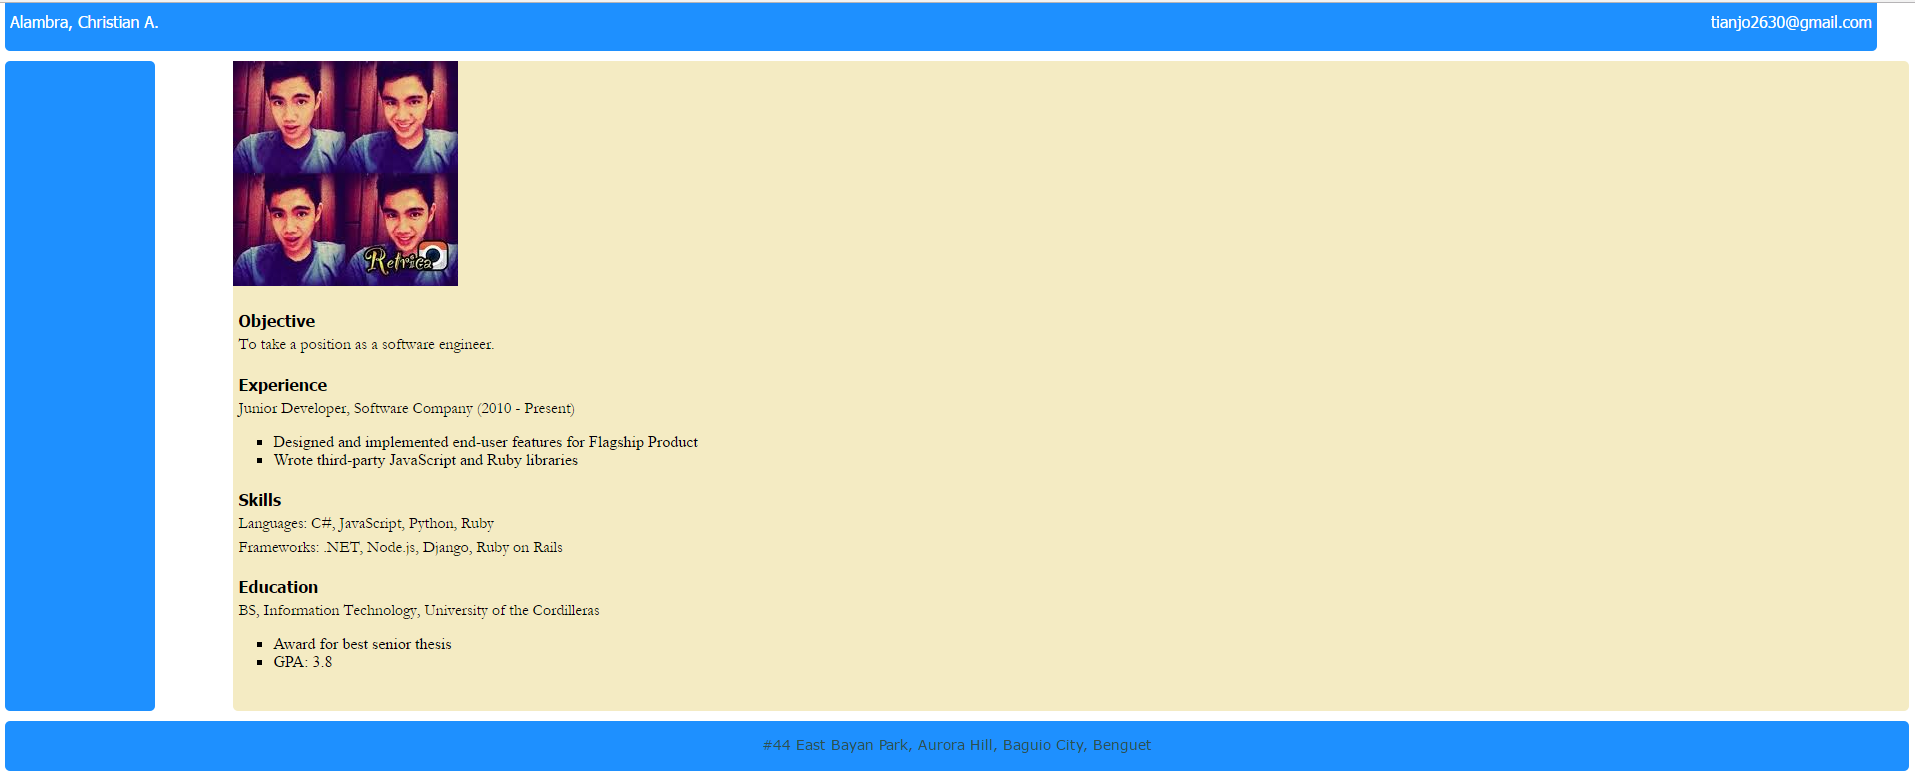 Alambra, Christian A.
tianjo2630@gmail.com
Retrica
Objective
To take a position as a software engineer.
Experience
Junior Developer, Software Company (2010 - Present)
Designed and implemented end-user features for Flagship Product
Wrote third-party JavaScript and Ruby libraries
Skills
Languages: C#, JavaScript, Python, Ruby
Frameworks: .NET, Node.js, Django, Ruby on Rails
Education
BS, Information Technology, University of the Cordilleras
Award for best senior thesis
GPA: 3.8
#44 East Bayan Park, Aurora Hill, Baguio City, Benguet